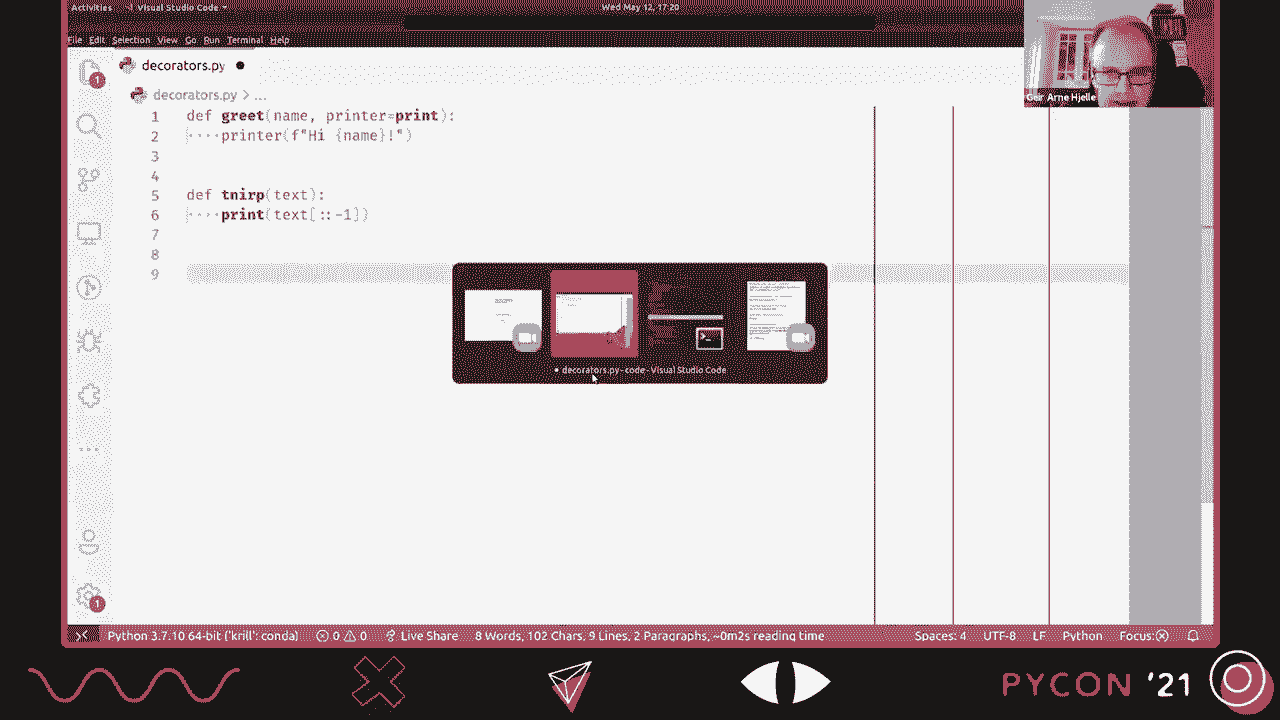 Activities
Visual Studio Code
Wed May 12, 17:20
File Edit Selection View Go Run Terminal Help
1
decorators.py
decorators.py > ...
Geir Arne Hjelle
1 def greet(name, printer=print):
2 ····printer(f"Hi {name}!")
3
4
5 def tnirp(text):
6 ····print(text[::-1])
7
8
9
• decorators.py - code - Visual Studio Code
1
Python 3.7.10 64-bit ('krill': conda) 0 0 Live Share 8 Words, 102 Chars, 9 Lines, 2 Paragraphs, ~0m2s reading time Spaces: 4 UTF-8 LF Python Focus:
PYCON '21